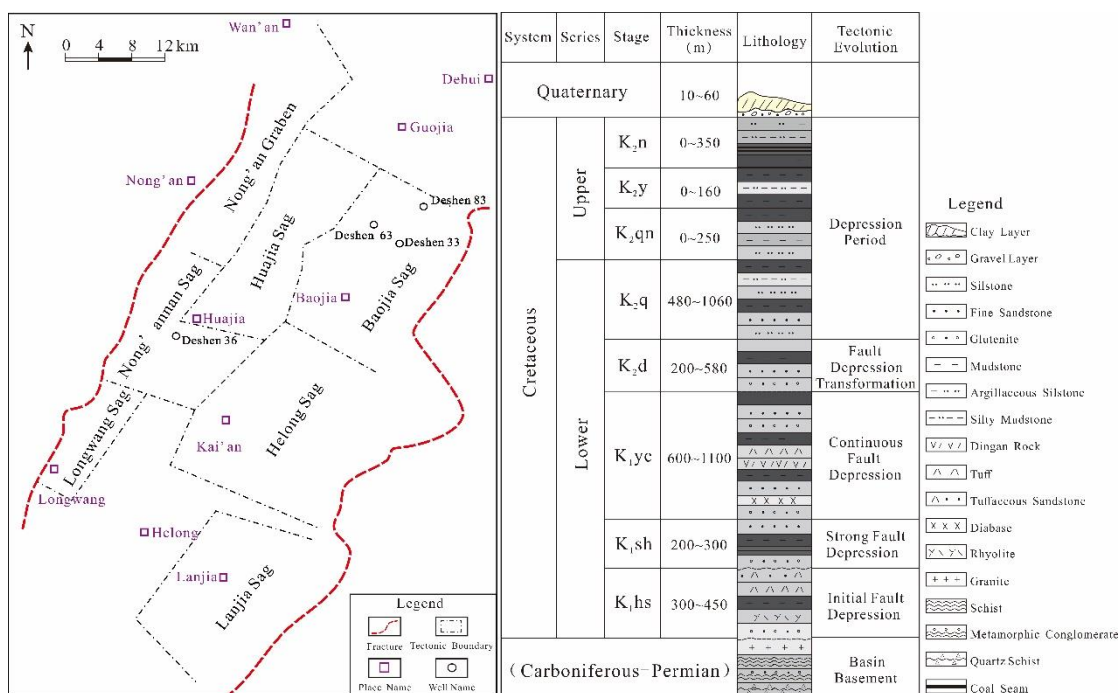 N
0 4 8 12km
Wan'an
Dehui
Guojia
Nong'an
Nong'an Graben
Deshen 83
Deshen 63
Deshen 33
Huajia Sag
Nong'annan Sag
Baojia
Baojia Sag
Huajia
Deshen 36
Longwang Sag
Helong Sag
Kai'an
Longwang
Helong
Lanjia
Lanjia Sag
Legend
Fracture Tectonic Boundary
Place Name Well Name
System Series Stage Thickness (m) Lithology Tectonic Evolution
Quaternary 10~60
Cretaceous
Upper
K₂n 0~350
K₂y 0~160
K₂qn 0~250
Depression Period
Lower
K₂q 480~1060
K₂d 200~580
Fault Depression Transformation
K₁yc 600~1100
Continuous Fault Depression
K₁sh 200~300
Strong Fault Depression
K₁hs 300~450
Initial Fault Depression
(Carboniferous-Permian)
Basin Basement
Legend
Clay Layer
Gravel Layer
Silstone
Fine Sandstone
Glutenite
Mudstone
Argillaceous Silstone
Silty Mudstone
Dingan Rock
Tuff
Tuffaceous Sandstone
Diabase
Rhyolite
Granite
Schist
Metamorphic Conglomerate
Quartz Schist
Coal Seam